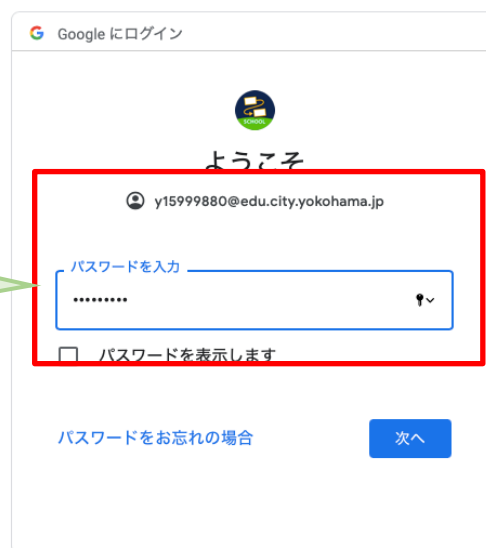 Google にログイン
SCHOOL
ようこそ
y15999880@edu.city.yokohama.jp
パスワードを入力
•••••••••
パスワードを表示します
パスワードをお忘れの場合
次へ